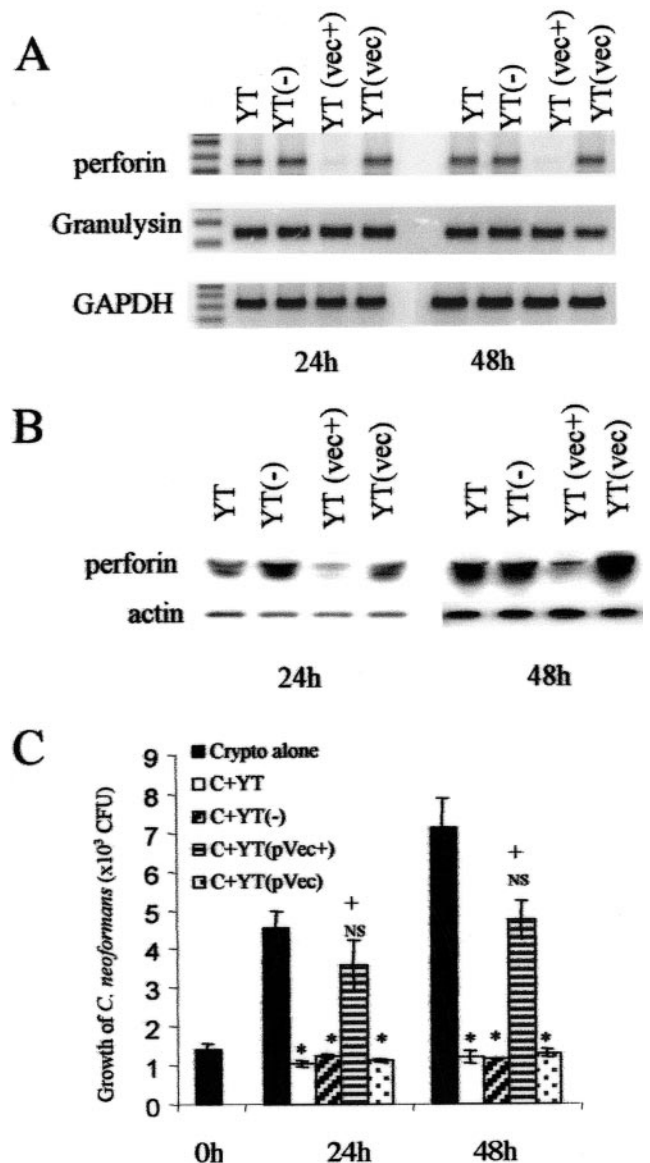 A
YT
YT(-)
YT (vec+)
YT(vec)
YT
YT(-)
YT (vec+)
YT(vec)
perforin
Granulysin
GAPDH
24h 48h
B
YT
YT(-)
YT (vec+)
YT(vec)
YT
YT(-)
YT (vec+)
YT(vec)
perforin
actin
24h 48h
C
Growth of C. neoformans (x10³ CFU)
9
8
7
6
5
4
3
2
1
0
Crypto alone
C+YT
C+YT(-)
C+YT(pVec+)
C+YT(pVec)
+
NS
+
NS
* * * * * *
0h 24h 48h